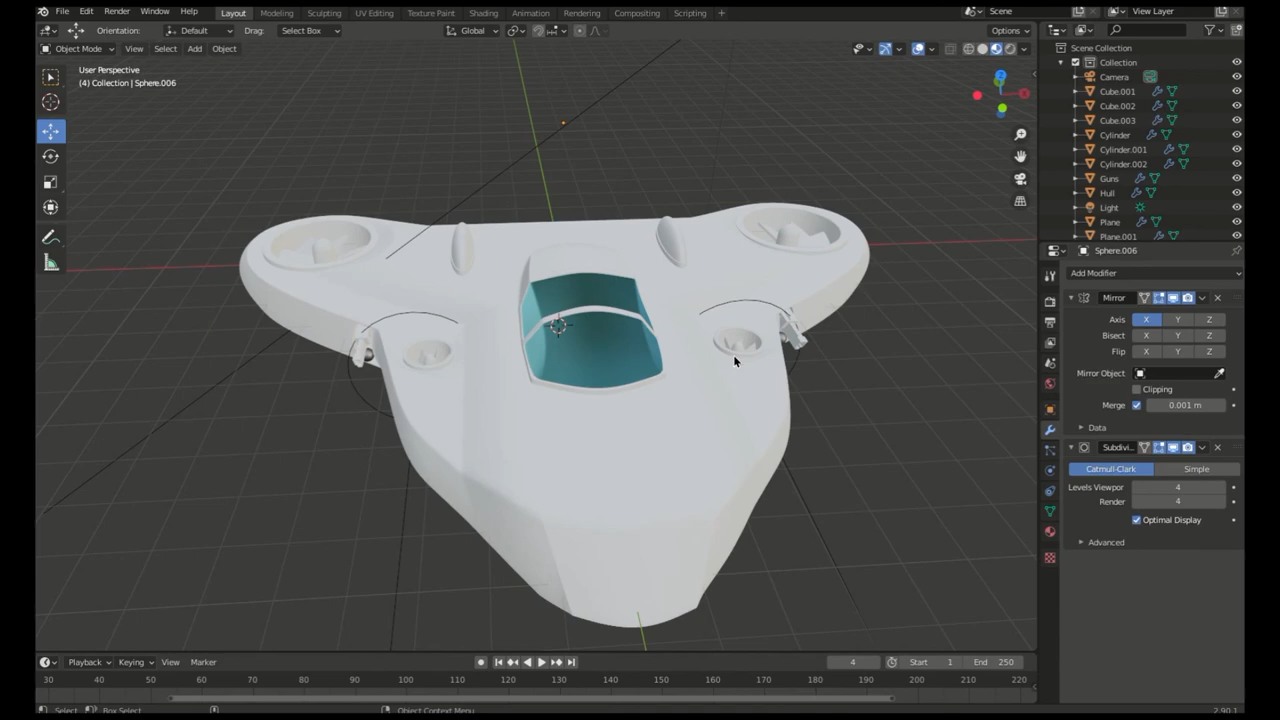 File Edit Render Window Help Layout Modeling Sculpting UV Editing Texture Paint Shading Animation Rendering Compositing Scripting + Scene View Layer
Orientation: Default Drag: Select Box Global Options
Object Mode View Select Add Object
User Perspective
(4) Collection | Sphere.006
Z
Scene Collection
Collection
Camera
Cube.001
Cube.002
Cube.003
Cylinder
Cylinder.001
Cylinder.002
Guns
Hull
Light
Plane
Plane.001
Sphere.006
Add Modifier
Mirror
Axis X Y Z
Bisect X Y Z
Flip X Y Z
Mirror Object
Clipping
Merge 0.001 m
Data
Subdivi...
Catmull-Clark Simple
Levels Viewpor 4
Render 4
Optimal Display
Advanced
Playback Keying View Marker 4 Start 1 End 250
30 40 50 60 70 80 90 100 110 120 130 140 150 160 170 180 190 200 210 220
Select Box Select Object Context Menu 2.90.1